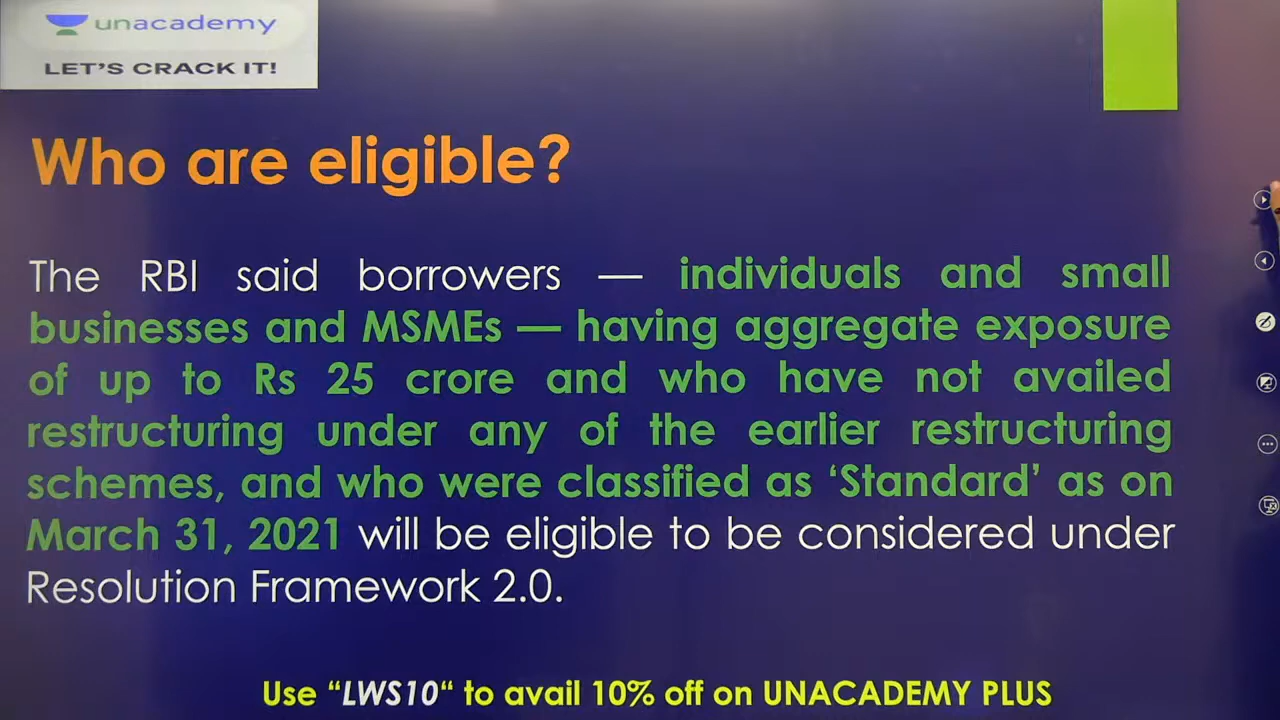 unacademy
LET'S CRACK IT!
Who are eligible?
The RBI said borrowers — individuals and small
businesses and MSMEs — having aggregate exposure
of up to Rs 25 crore and who have not availed
restructuring under any of the earlier restructuring
schemes, and who were classified as ‘Standard’ as on
March 31, 2021 will be eligible to be considered under
Resolution Framework 2.0.
Use “LWS10“ to avail 10% off on UNACADEMY PLUS